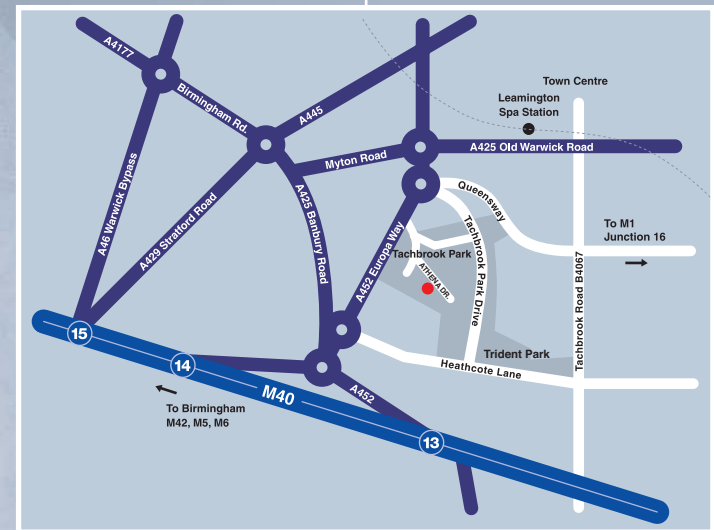 A4177
Birmingham Rd.
A445
Town Centre
Leamington
Spa Station
Myton Road
A425 Old Warwick Road
A46 Warwick Bypass
A429 Stratford Road
A425 Banbury Road
A452 Europa Way
Queensway
Tachbrook Park Drive
Tachbrook Park
ATHENA DR.
To M1
Junction 16
Tachbrook Road B4067
Trident Park
Heathcote Lane
15
14
M40
A452
13
To Birmingham
M42, M5, M6